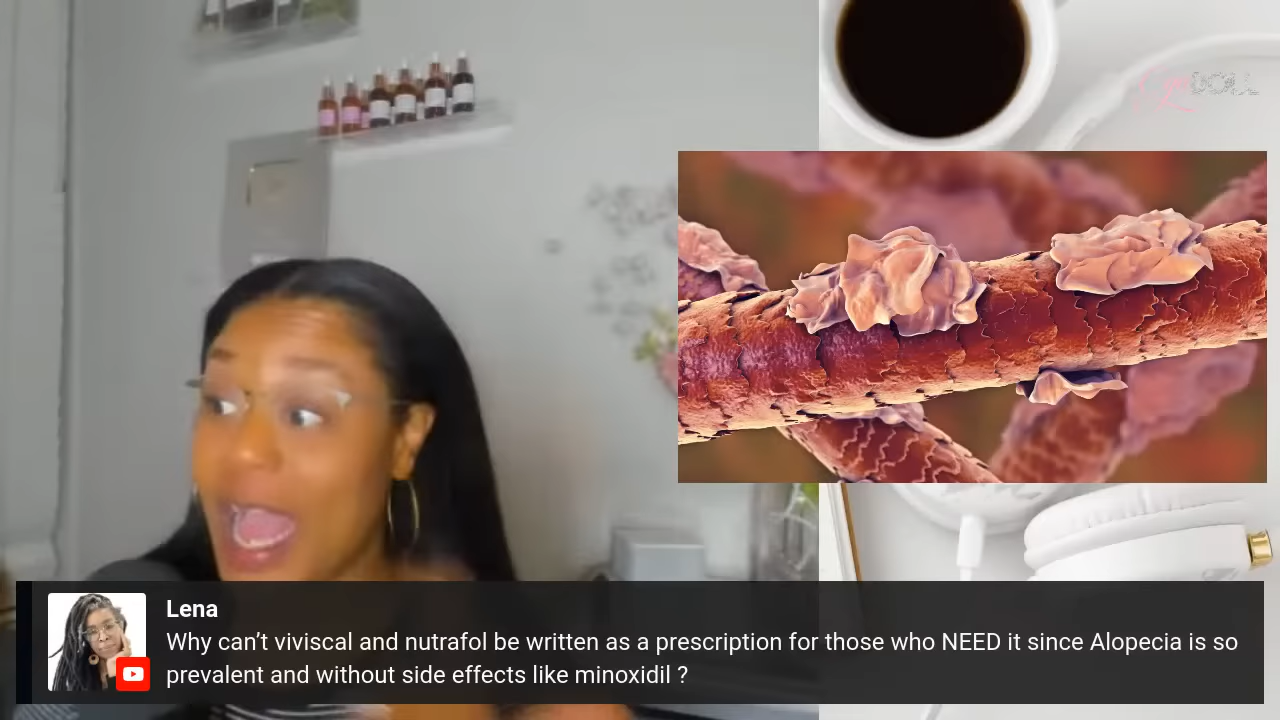 Lena
Why can’t viviscal and nutrafol be written as a prescription for those who NEED it since Alopecia is so
prevalent and without side effects like minoxidil ?